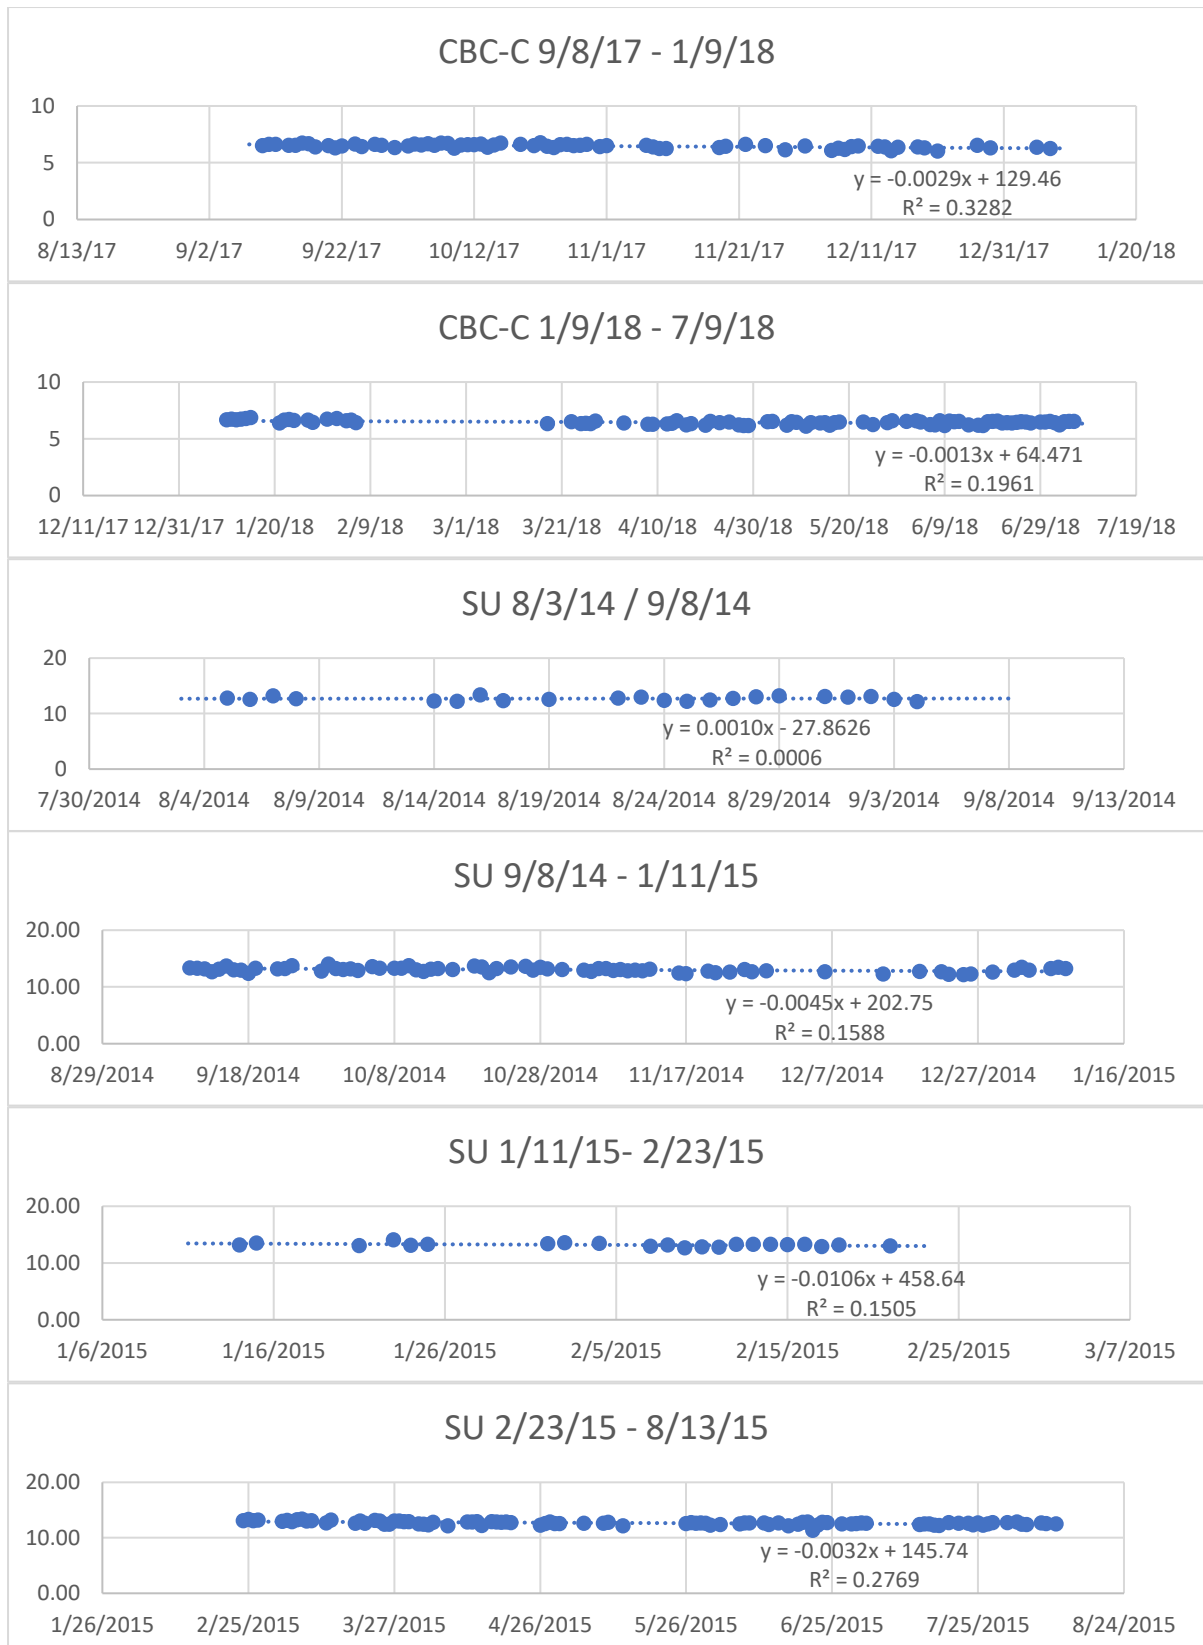 CBC-C 9/8/17 - 1/9/18
10
5
0
y = -0.0029x + 129.46
R² = 0.3282
8/13/17 9/2/17 9/22/17 10/12/17 11/1/17 11/21/17 12/11/17 12/31/17 1/20/18
CBC-C 1/9/18 - 7/9/18
10
5
0
y = -0.0013x + 64.471
R² = 0.1961
12/11/17 12/31/17 1/20/18 2/9/18 3/1/18 3/21/18 4/10/18 4/30/18 5/20/18 6/9/18 6/29/18 7/19/18
SU 8/3/14 / 9/8/14
20
10
0
y = 0.0010x - 27.8626
R² = 0.0006
7/30/2014 8/4/2014 8/9/2014 8/14/2014 8/19/2014 8/24/2014 8/29/2014 9/3/2014 9/8/2014 9/13/2014
SU 9/8/14 - 1/11/15
20.00
10.00
0.00
y = -0.0045x + 202.75
R² = 0.1588
8/29/2014 9/18/2014 10/8/2014 10/28/2014 11/17/2014 12/7/2014 12/27/2014 1/16/2015
SU 1/11/15- 2/23/15
20.00
10.00
0.00
y = -0.0106x + 458.64
R² = 0.1505
1/6/2015 1/16/2015 1/26/2015 2/5/2015 2/15/2015 2/25/2015 3/7/2015
SU 2/23/15 - 8/13/15
20.00
10.00
0.00
y = -0.0032x + 145.74
R² = 0.2769
1/26/2015 2/25/2015 3/27/2015 4/26/2015 5/26/2015 6/25/2015 7/25/2015 8/24/2015